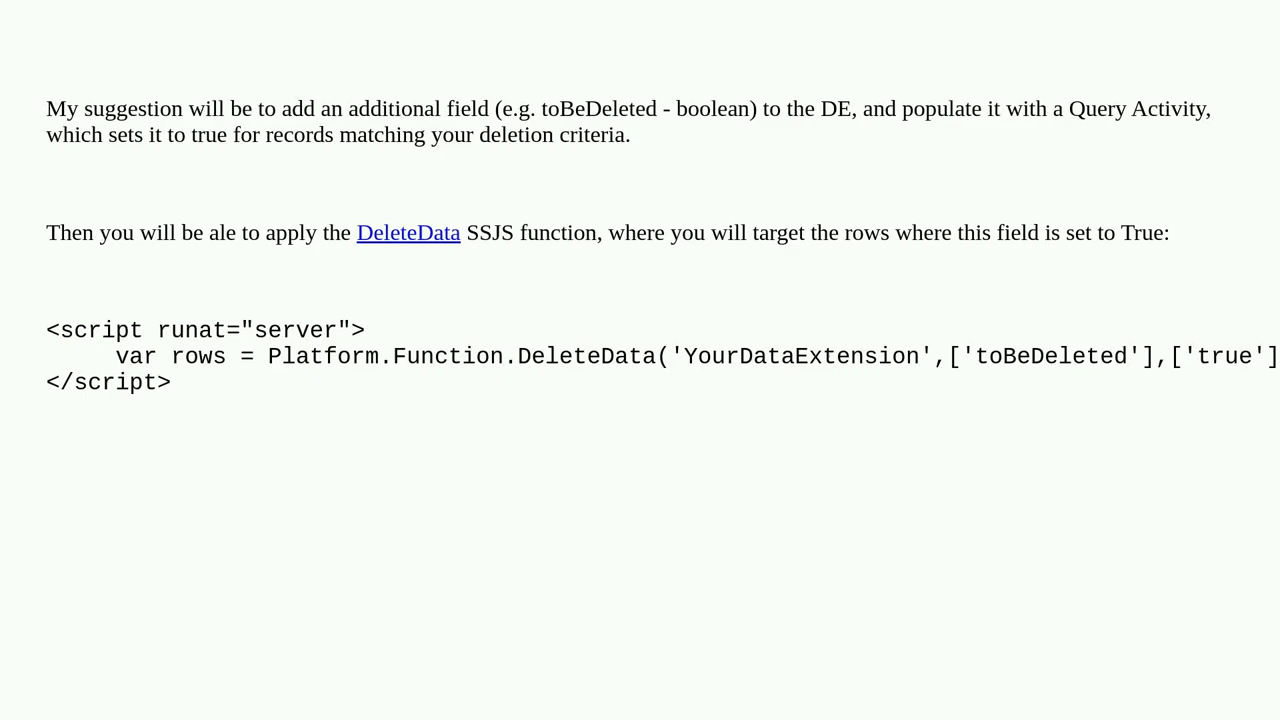 My suggestion will be to add an additional field (e.g. toBeDeleted - boolean) to the DE, and populate it with a Query Activity,
which sets it to true for records matching your deletion criteria.
Then you will be ale to apply the DeleteData SSJS function, where you will target the rows where this field is set to True:
<script runat="server">
     var rows = Platform.Function.DeleteData('YourDataExtension',['toBeDeleted'],['true']
</script>